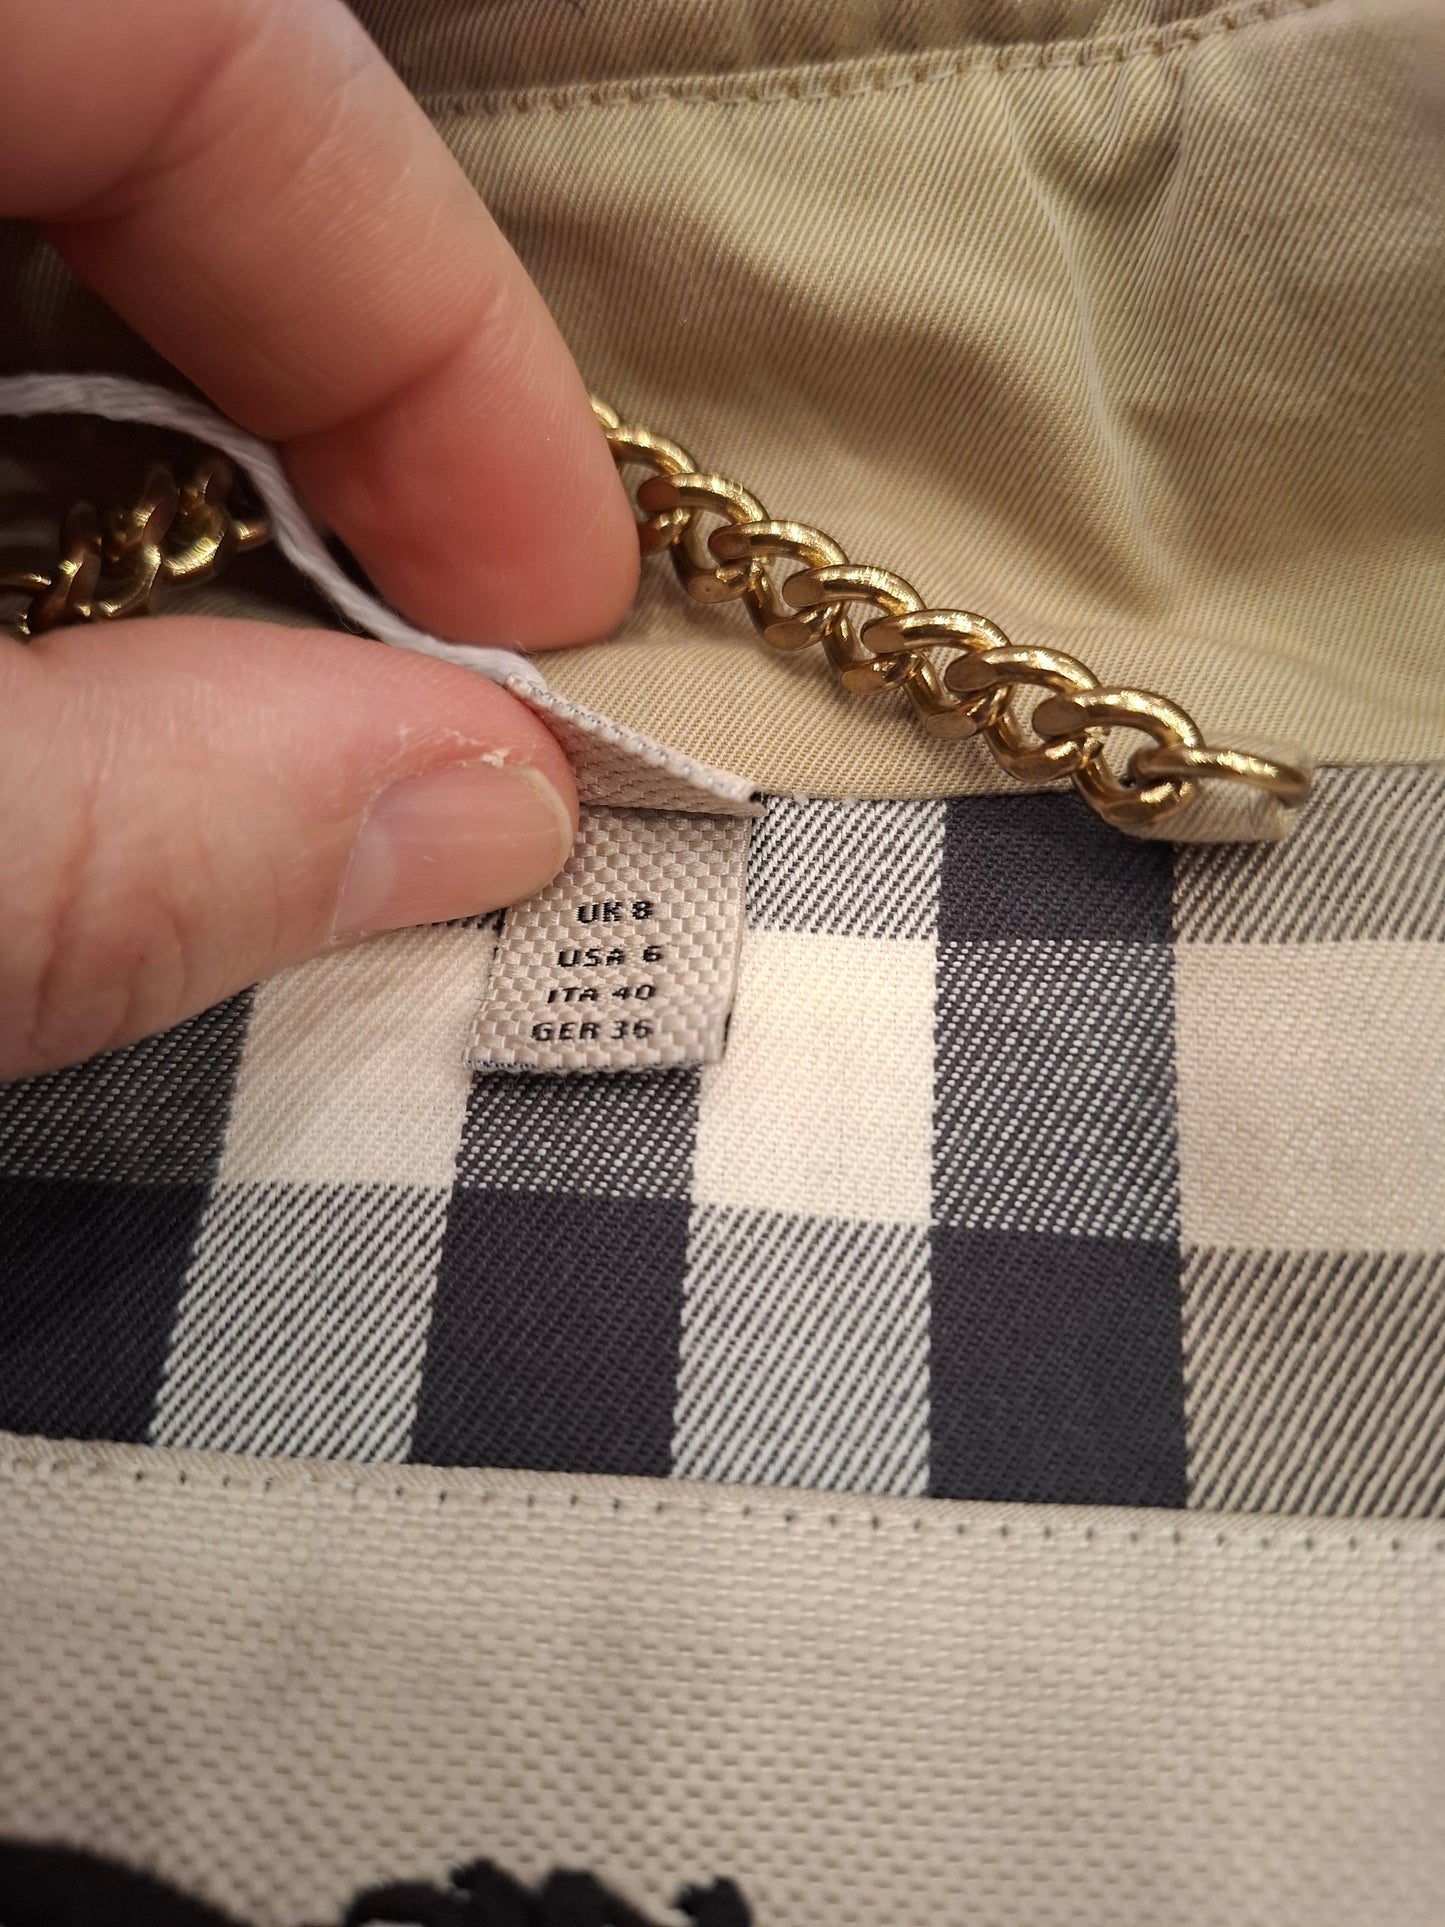 UK 8
USA 6
ITA 40
GER 36